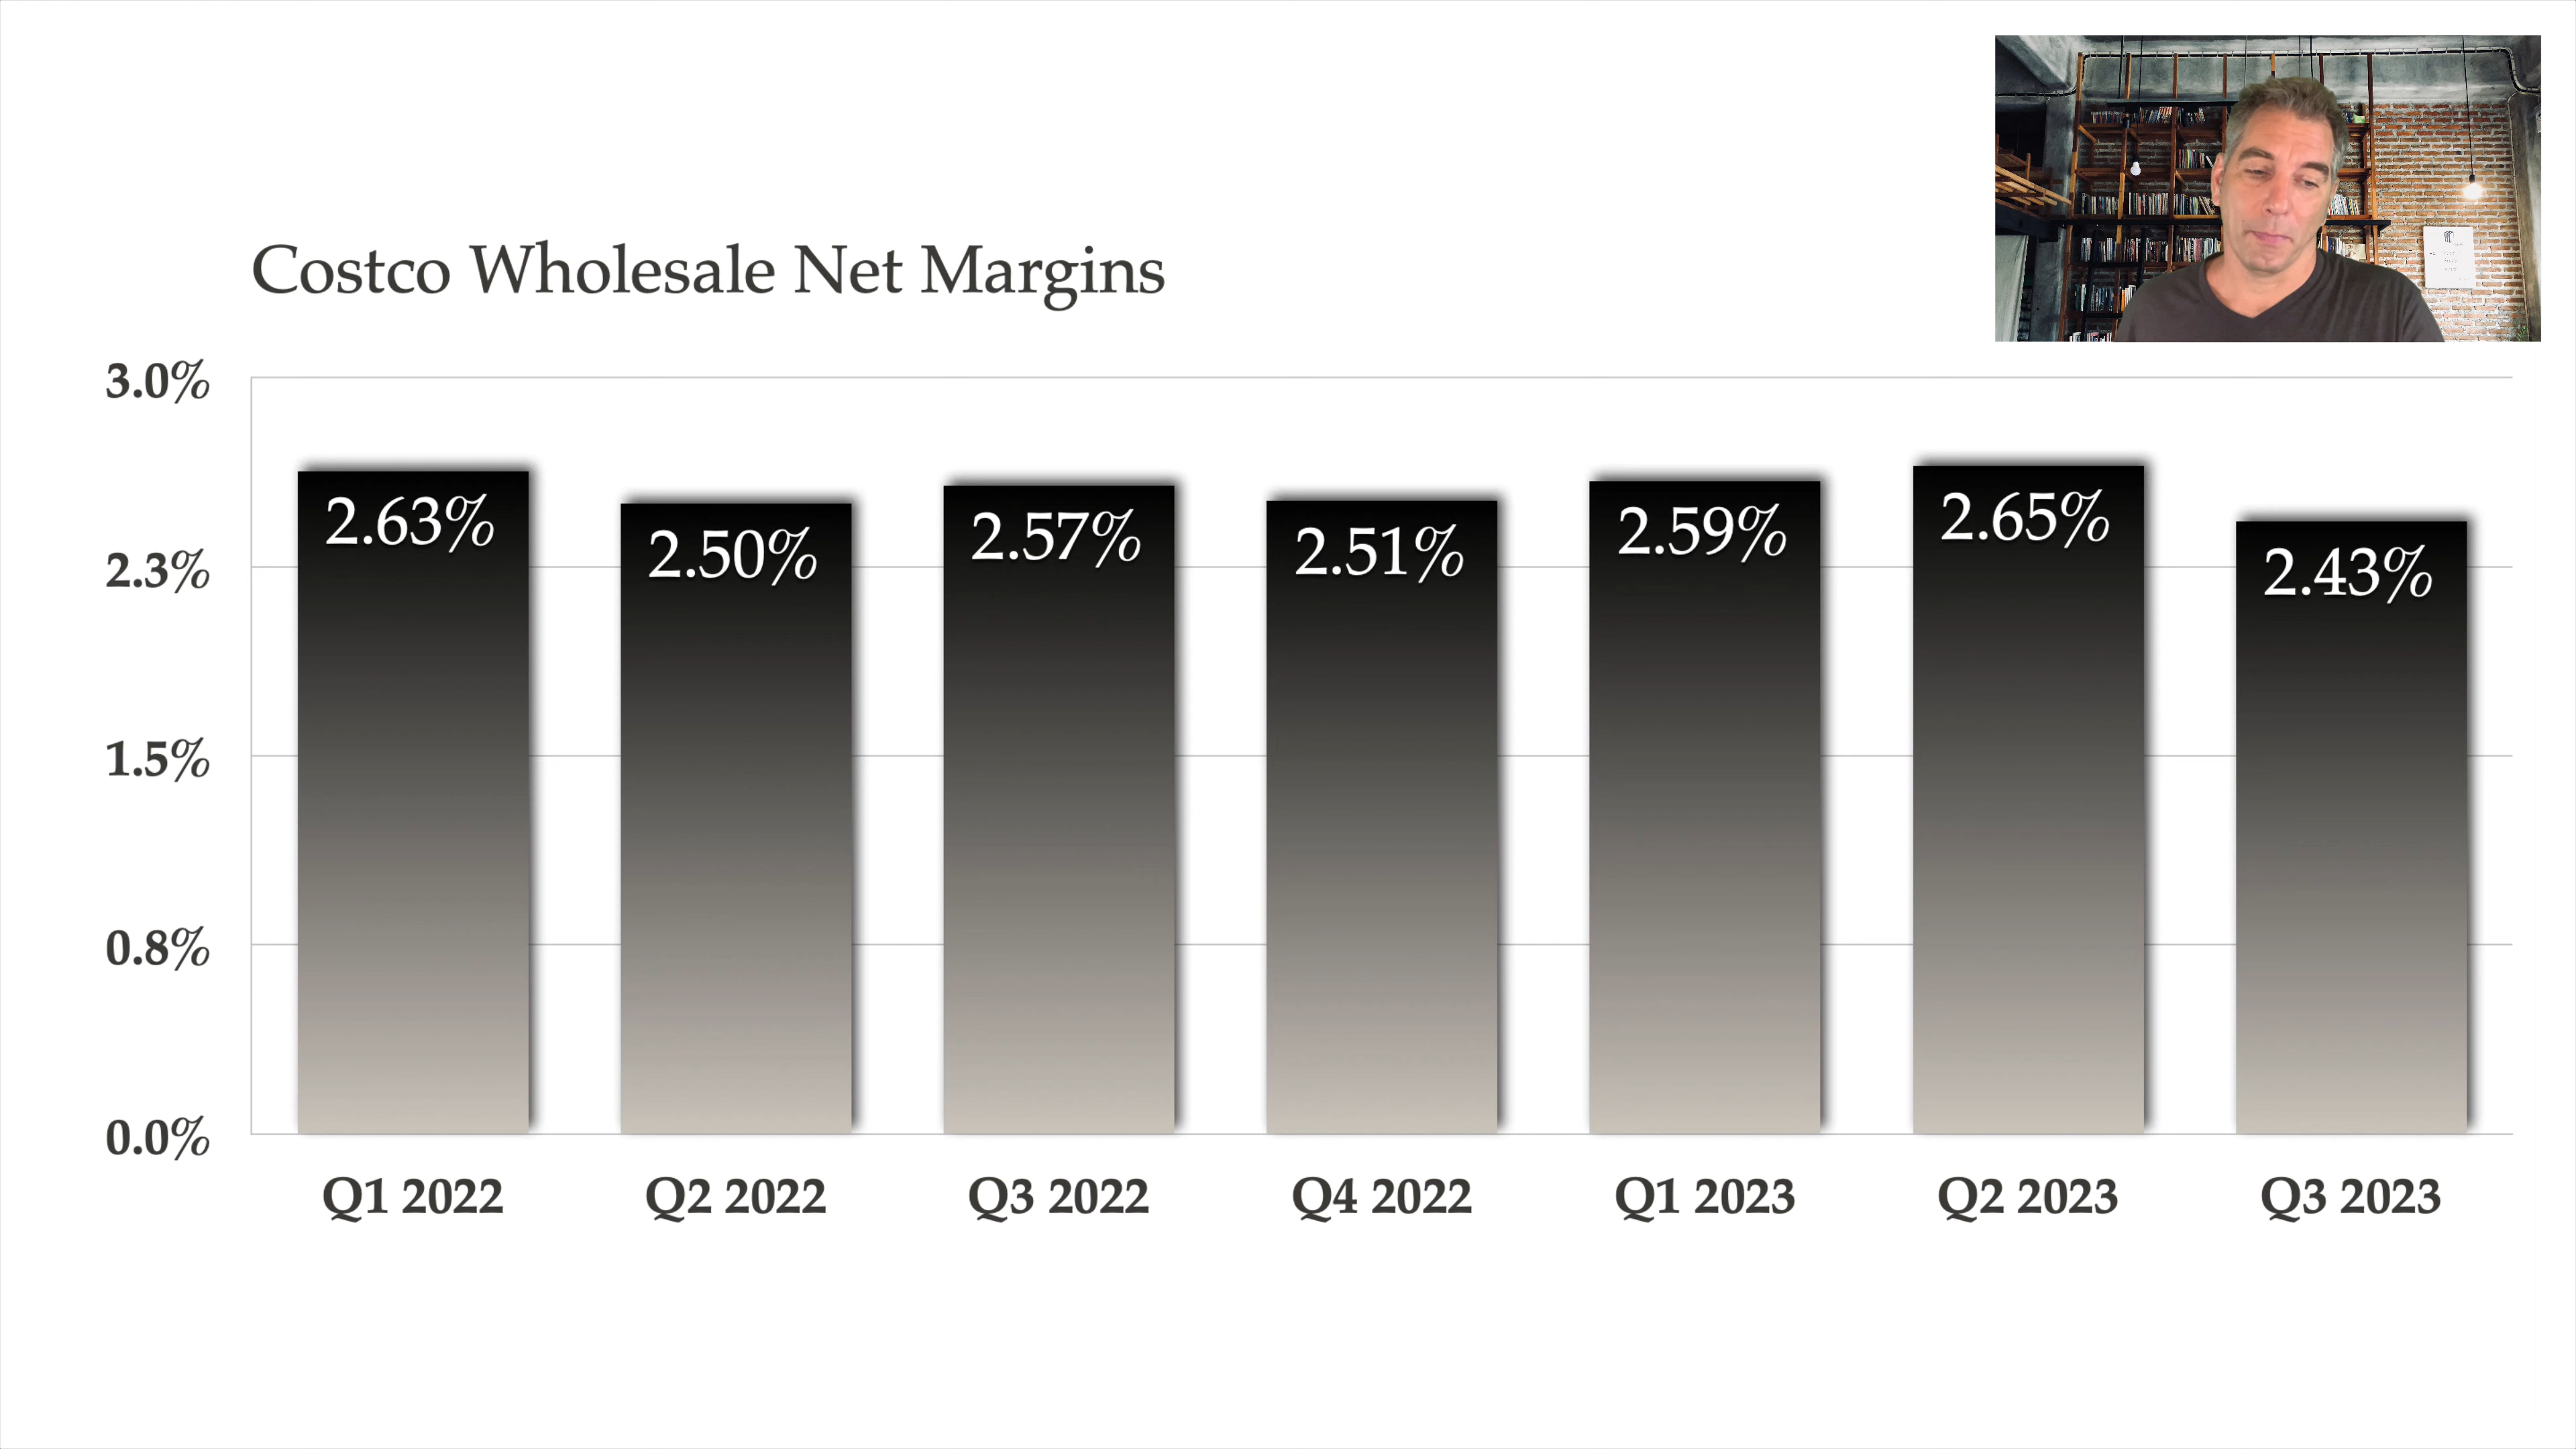 Costco Wholesale Net Margins
3.0%
2.3%
1.5%
0.8%
0.0%
2.63%
2.50%
2.57%
2.51%
2.59%
2.65%
2.43%
Q1 2022
Q2 2022
Q3 2022
Q4 2022
Q1 2023
Q2 2023
Q3 2023